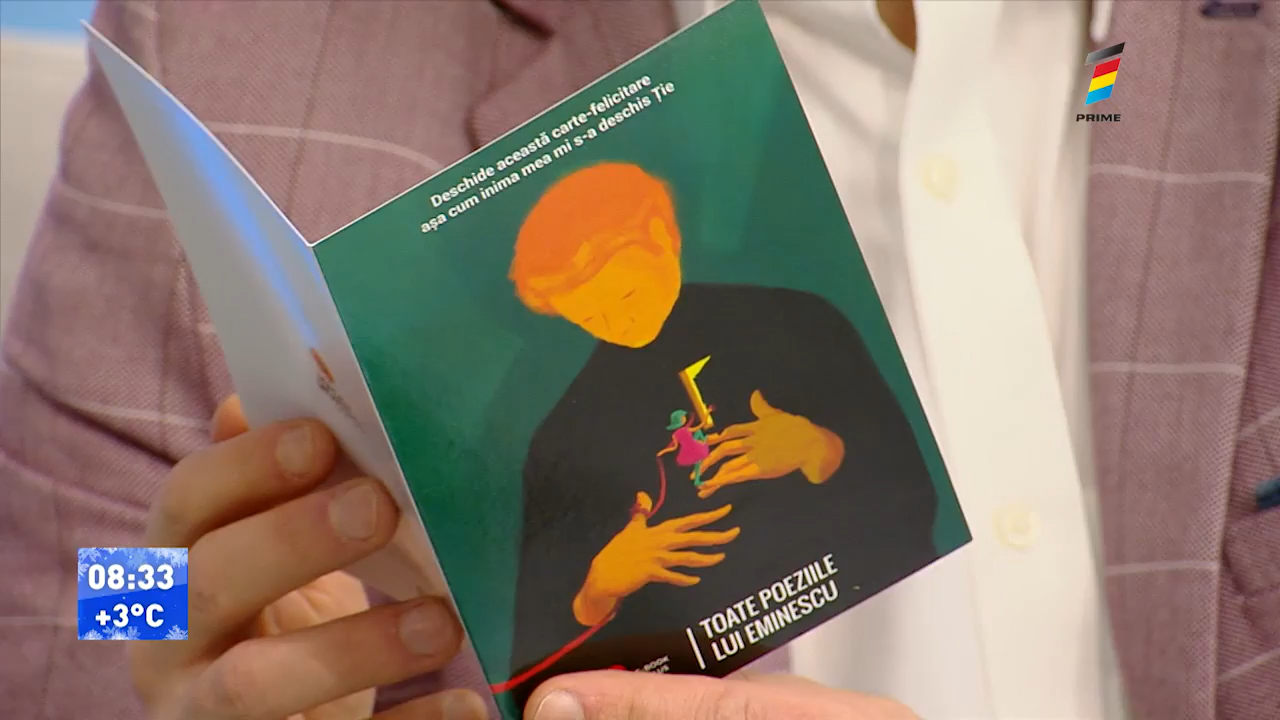 Deschide această carte-felicitare
așa cum inima mea mi s-a deschis Ție
PRIME
TOATE POEZIILE
LUI EMINESCU
E-BOOK
08:33
+3°C